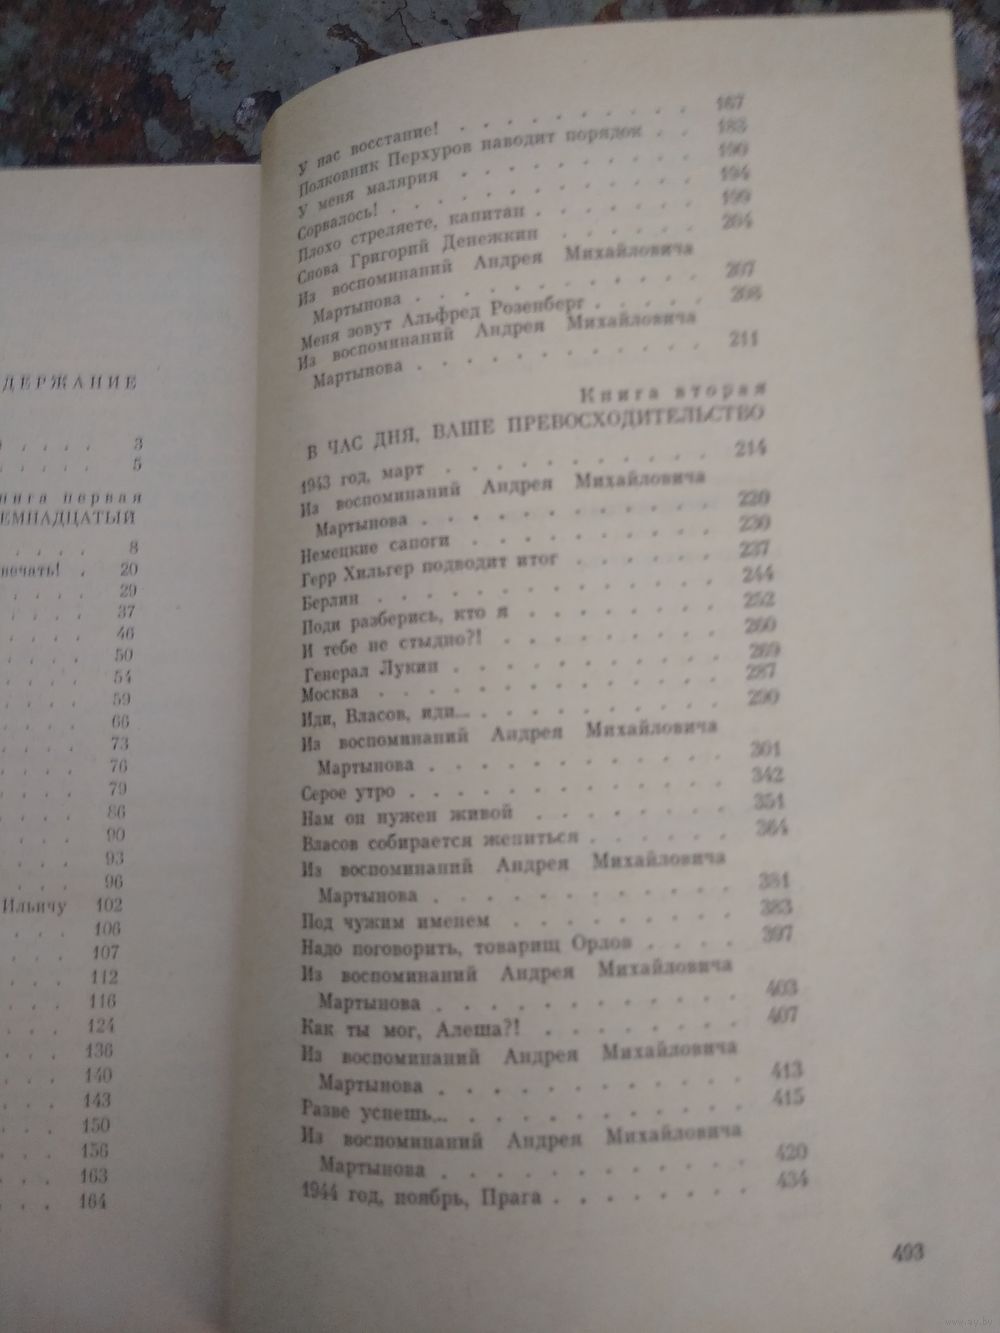 ДЕРЖАНИЕ
. . . . 3
. . . . 5
нига первая
ЕМНАДЦАТЫЙ
. . . . 8
вечать! . 20
. . . . 29
. . . . 37
. . . . 46
. . . . 50
. . . . 54
. . . . 59
. . . . 66
. . . . 73
. . . . 76
. . . . 79
. . . . 86
. . . . 90
. . . . 93
. . . . 96
Ильичу 102
. . . . 106
. . . . 107
. . . . 112
. . . . 116
. . . . 124
. . . . 136
. . . . 140
. . . . 143
. . . . 150
. . . . 156
. . . . 163
. . . . 164
У нас восстание! . . . . . . . . . 167
Полковник Перхуров наводит порядок . . 183
У меня малярия . . . . . . . . . 190
Сорвалось! . . . . . . . . . . . 194
Плохо стреляете, капитан . . . . . . 199
Снова Григорий Денежкин . . . . . . 204
Из воспоминаний Андрея Михайловича
Мартынова . . . . . . . . . . . 207
Меня зовут Альфред Розенберг . . . . . 208
Из воспоминаний Андрея Михайловича
Мартынова . . . . . . . . . . . 211
Книга вторая
В ЧАС ДНЯ, ВАШЕ ПРЕВОСХОДИТЕЛЬСТВО
1943 год, март . . . . . . . . . . 214
Из воспоминаний Андрея Михайловича
Мартынова . . . . . . . . . . . 220
Немецкие сапоги . . . . . . . . . 230
Герр Хильгер подводит итог . . . . . . 237
Берлин . . . . . . . . . . . . . 244
Поди разберись, кто я . . . . . . . . 252
И тебе не стыдно?! . . . . . . . . 260
Генерал Лукин . . . . . . . . . . 269
Москва . . . . . . . . . . . . . 287
Иди, Власов, иди... . . . . . . . . . 290
Из воспоминаний Андрея Михайловича
Мартынова . . . . . . . . . . . 301
Серое утро . . . . . . . . . . . . 342
Нам он нужен живой . . . . . . . . 351
Власов собирается жениться . . . . . . 364
Из воспоминаний Андрея Михайловича
Мартынова . . . . . . . . . . . 381
Под чужим именем . . . . . . . . . 383
Надо поговорить, товарищ Орлов . . . . 397
Из воспоминаний Андрея Михайловича
Мартынова . . . . . . . . . . . 403
Как ты мог, Алеша?! . . . . . . . . 407
Из воспоминаний Андрея Михайловича
Мартынова . . . . . . . . . . . 413
Разве успешь... . . . . . . . . . . 415
Из воспоминаний Андрея Михайловича
Мартынова . . . . . . . . . . . 420
1944 год, ноябрь, Прага . . . . . . . . 434
493
www.ay.by